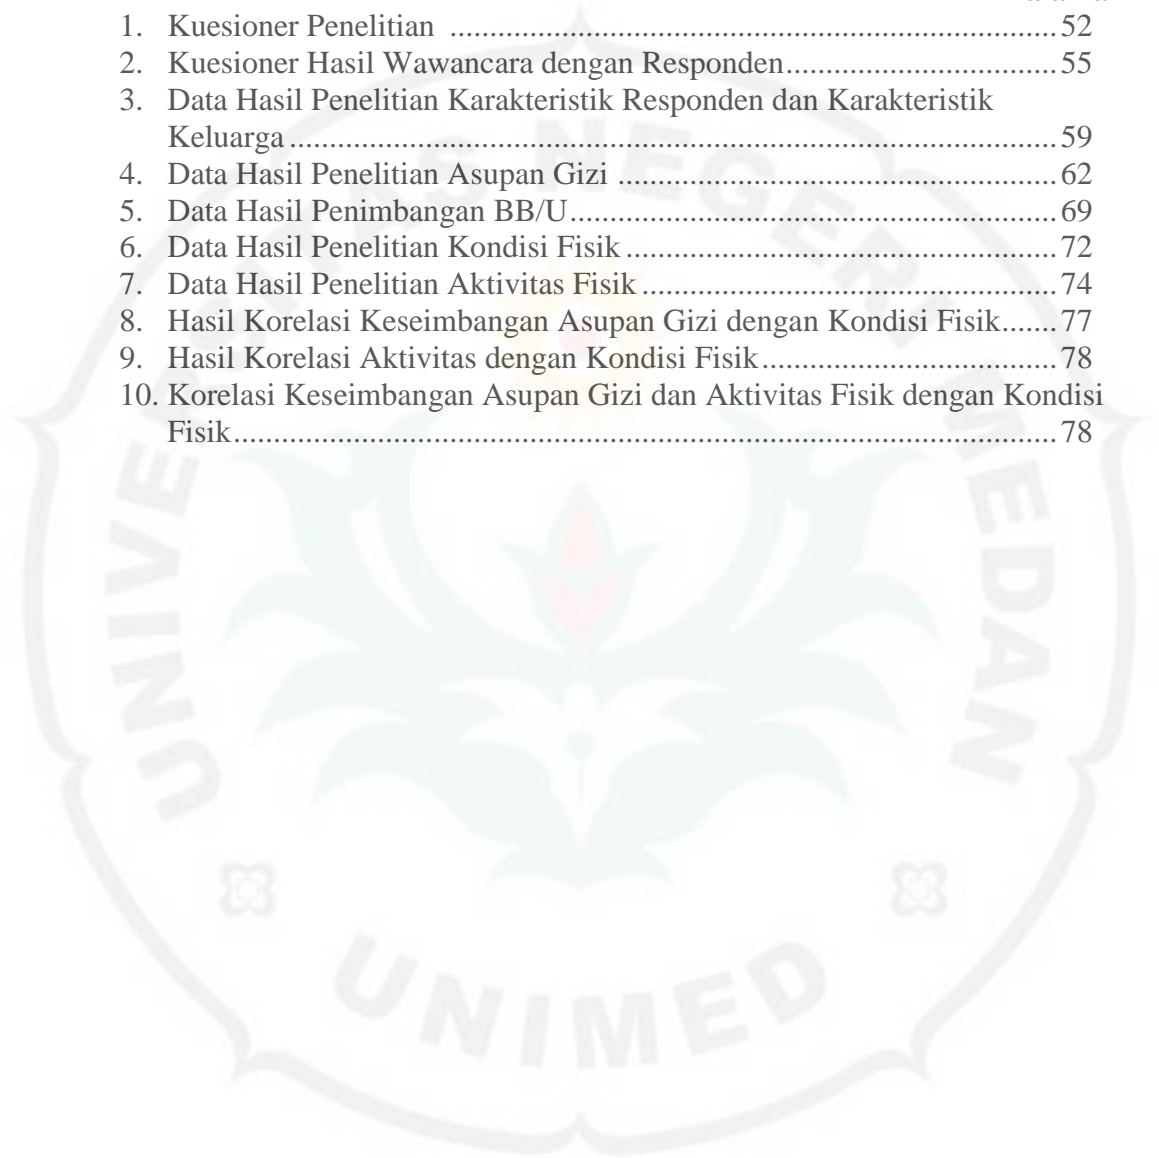 1. Kuesioner Penelitian ............................................................................ 52
2. Kuesioner Hasil Wawancara dengan Responden.................................. 55
3. Data Hasil Penelitian Karakteristik Responden dan Karakteristik
Keluarga ................................................................................................ 59
4. Data Hasil Penelitian Asupan Gizi ................................................... 62
5. Data Hasil Penimbangan BB/U............................................................. 69
6. Data Hasil Penelitian Kondisi Fisik .................................................. 72
7. Data Hasil Penelitian Aktivitas Fisik .................................................... 74
8. Hasil Korelasi Keseimbangan Asupan Gizi dengan Kondisi Fisik....... 77
9. Hasil Korelasi Aktivitas dengan Kondisi Fisik..................................... 78
10. Korelasi Keseimbangan Asupan Gizi dan Aktivitas Fisik dengan Kondisi
Fisik....................................................................................................... 78
UNIVERSITAS NEGERI MEDAN
UNIMED